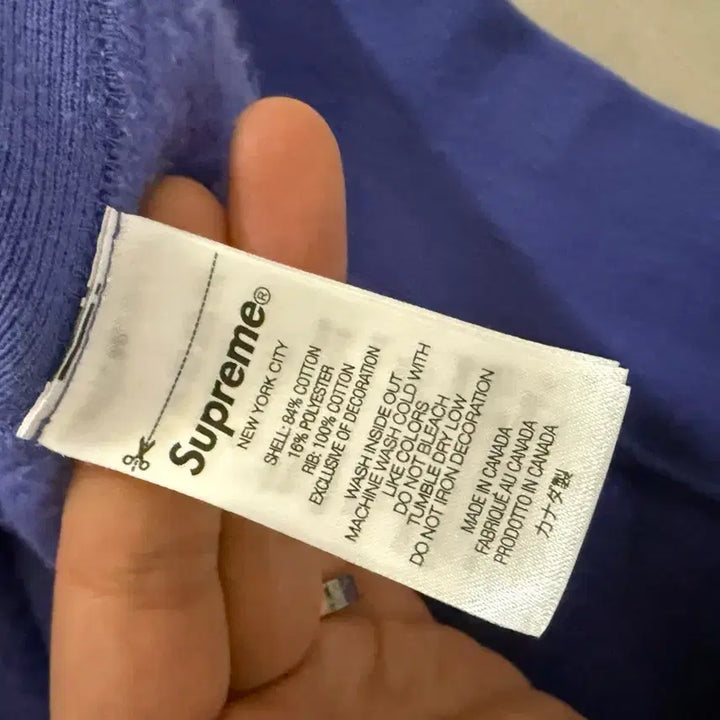 Supreme®
NEW YORK CITY
SHELL: 84% COTTON
16% POLYESTER
RIB: 100% COTTON
EXCLUSIVE OF DECORATION
WASH INSIDE OUT
MACHINE WASH COLD WITH
LIKE COLORS
DO NOT BLEACH
TUMBLE DRY LOW
DO NOT IRON DECORATION
MADE IN CANADA
FABRIQUÉ AU CANADA
PRODOTTO IN CANADA
カナダ製